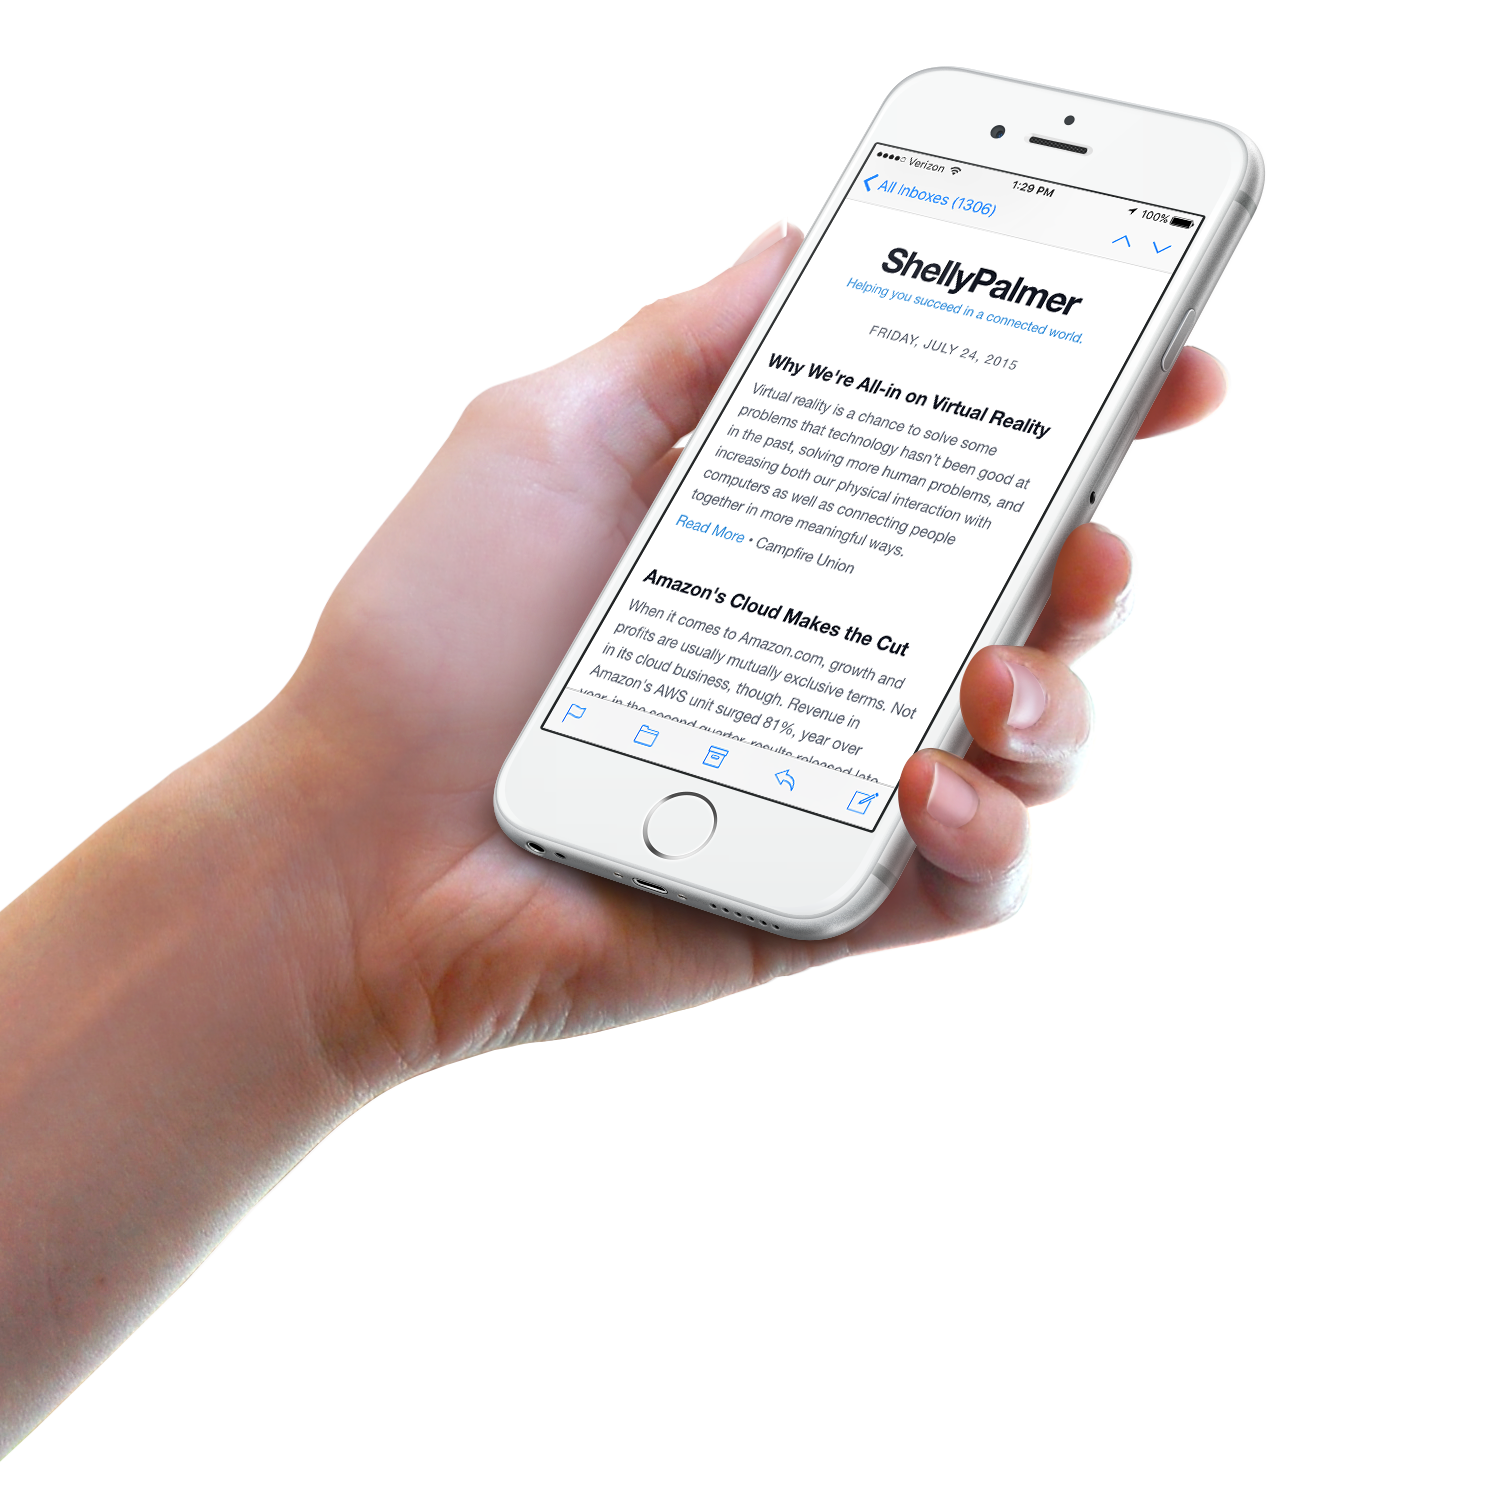 Verizon 1:29 PM 100%
All Inboxes (1306)
ShellyPalmer
Helping you succeed in a connected world.
FRIDAY, JULY 24, 2015
Why We're All-in on Virtual Reality
Virtual reality is a chance to solve some
problems that technology hasn't been good at
in the past, solving more human problems, and
increasing both our physical interaction with
computers as well as connecting people
together in more meaningful ways.
Read More • Campfire Union
Amazon's Cloud Makes the Cut
When it comes to Amazon.com, growth and
profits are usually mutually exclusive terms. Not
in its cloud business, though. Revenue in
Amazon's AWS unit surged 81%, year over
year, in the second quarter, results released late